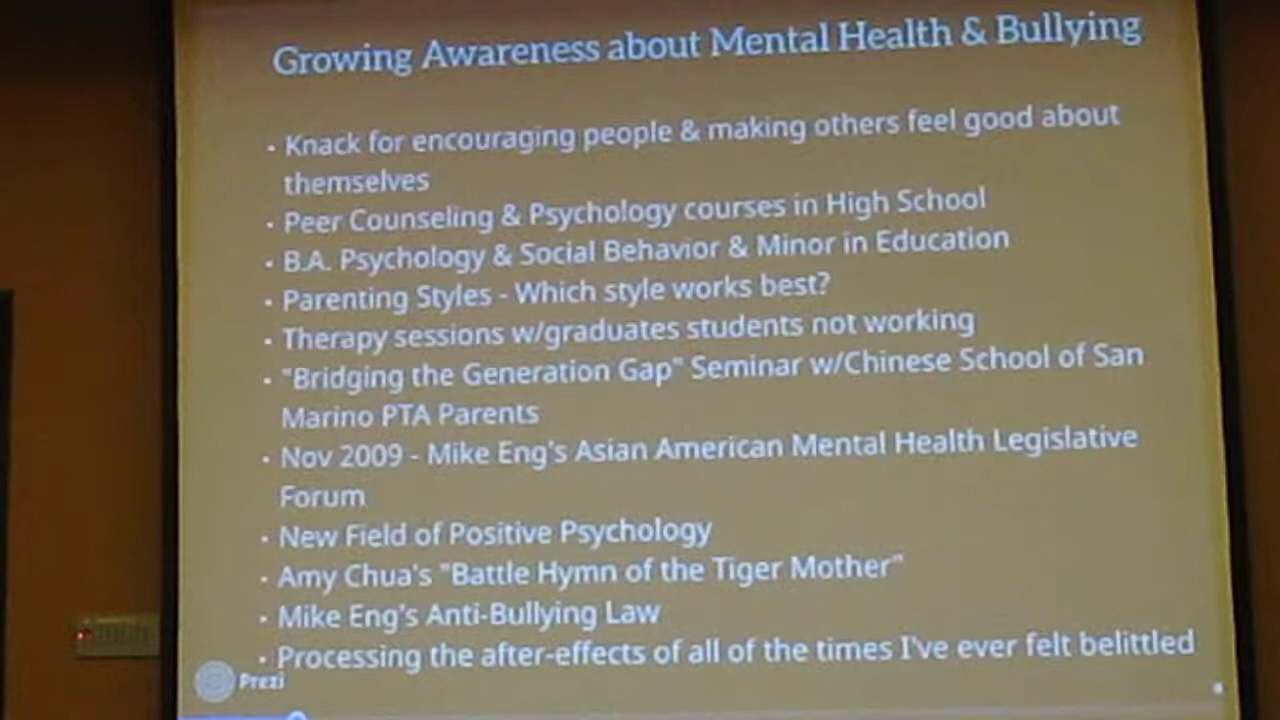 Growing Awareness about Mental Health & Bullying
· Knack for encouraging people & making others feel good about
themselves
· Peer Counseling & Psychology courses in High School
· B.A. Psychology & Social Behavior & Minor in Education
· Parenting Styles - Which style works best?
· Therapy sessions w/graduates students not working
· "Bridging the Generation Gap" Seminar w/Chinese School of San
Marino PTA Parents
· Nov 2009 - Mike Eng's Asian American Mental Health Legislative
Forum
· New Field of Positive Psychology
· Amy Chua's "Battle Hymn of the Tiger Mother"
· Mike Eng's Anti-Bullying Law
· Processing the after-effects of all of the times I've ever felt belittled
Prezi